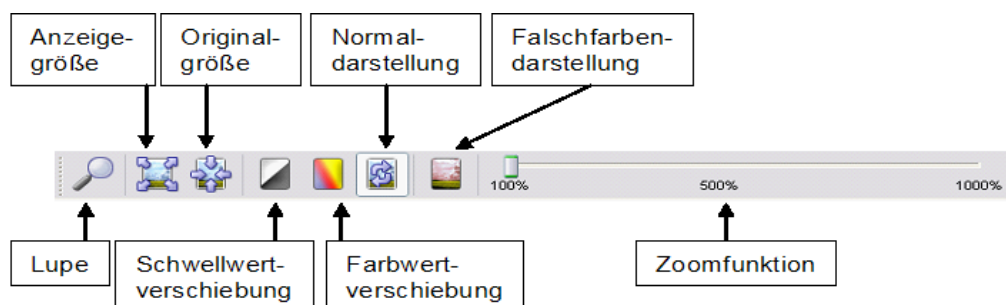 Anzeige-
größe
Original-
größe
Normal-
darstellung
Falschfarben-
darstellung
100%
500%
1000%
Lupe
Schwellwert-
verschiebung
Farbwert-
verschiebung
Zoomfunktion